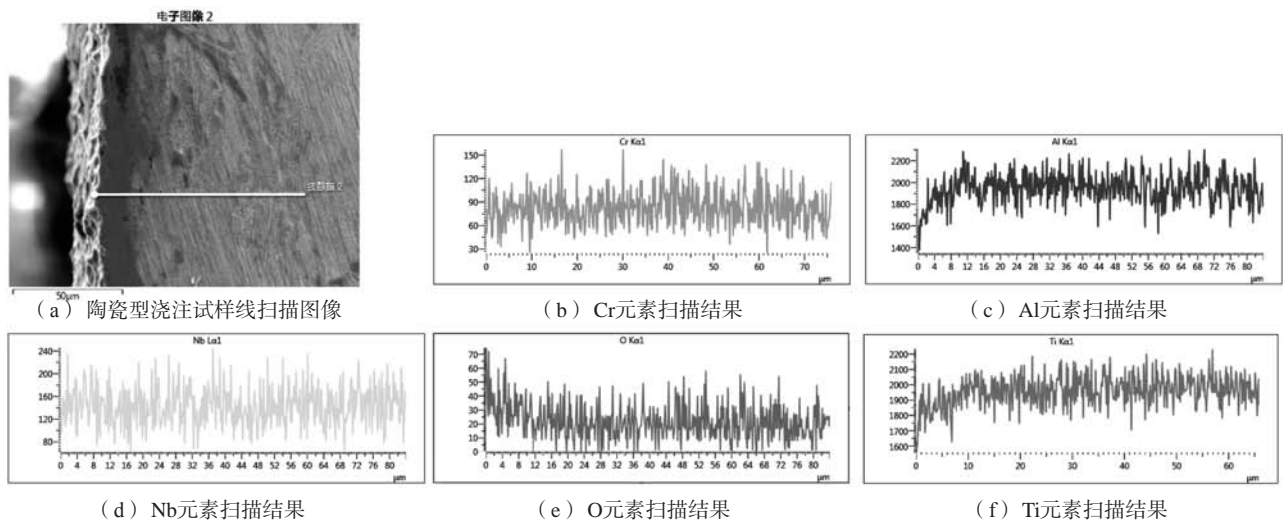 电子图像 2
线扫描 2
50μm
（a）陶瓷型浇注试样线扫描图像
Cr Kα1
150
120
90
60
30
0 10 20 30 40 50 60 70
μm
（b）Cr元素扫描结果
Al Kα1
2200
2000
1800
1600
1400
0 4 8 12 16 20 24 28 32 36 40 44 48 52 56 60 64 68 72 76 80
μm
（c）Al元素扫描结果
Nb Lα1
240
200
160
120
80
0 4 8 12 16 20 24 28 32 36 40 44 48 52 56 60 64 68 72 76 80
μm
（d）Nb元素扫描结果
O Kα1
70
60
50
40
30
20
10
0
0 4 8 12 16 20 24 28 32 36 40 44 48 52 56 60 64 68 72 76 80
μm
（e）O元素扫描结果
Ti Kα1
2200
2100
2000
1900
1800
1700
1600
0 10 20 30 40 50 60
μm
（f）Ti元素扫描结果